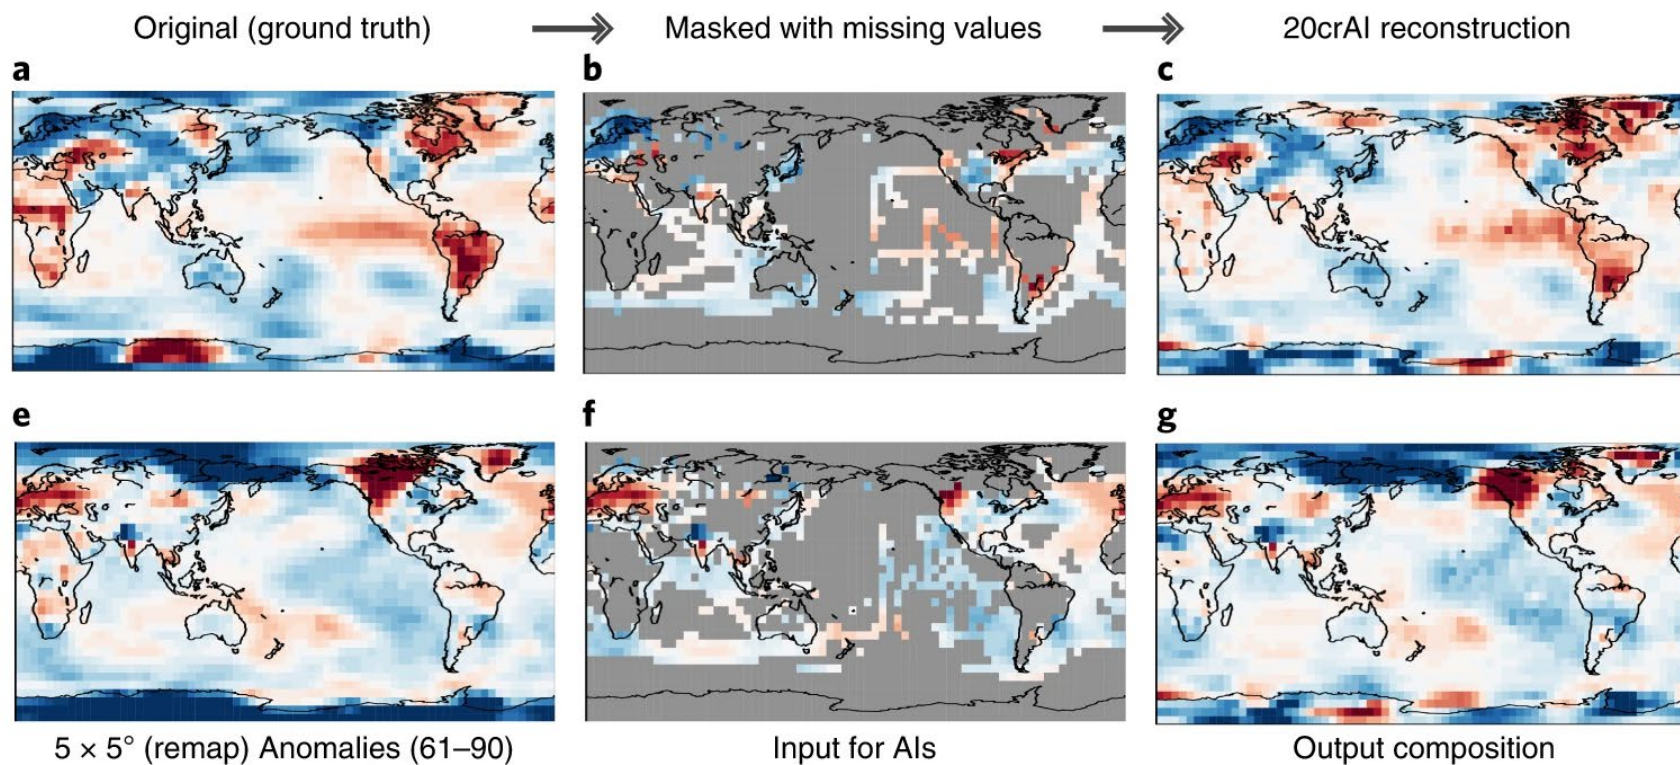 Original (ground truth) Masked with missing values 20crAI reconstruction
a b c
e f g
5 × 5° (remap) Anomalies (61–90) Input for AIs Output composition